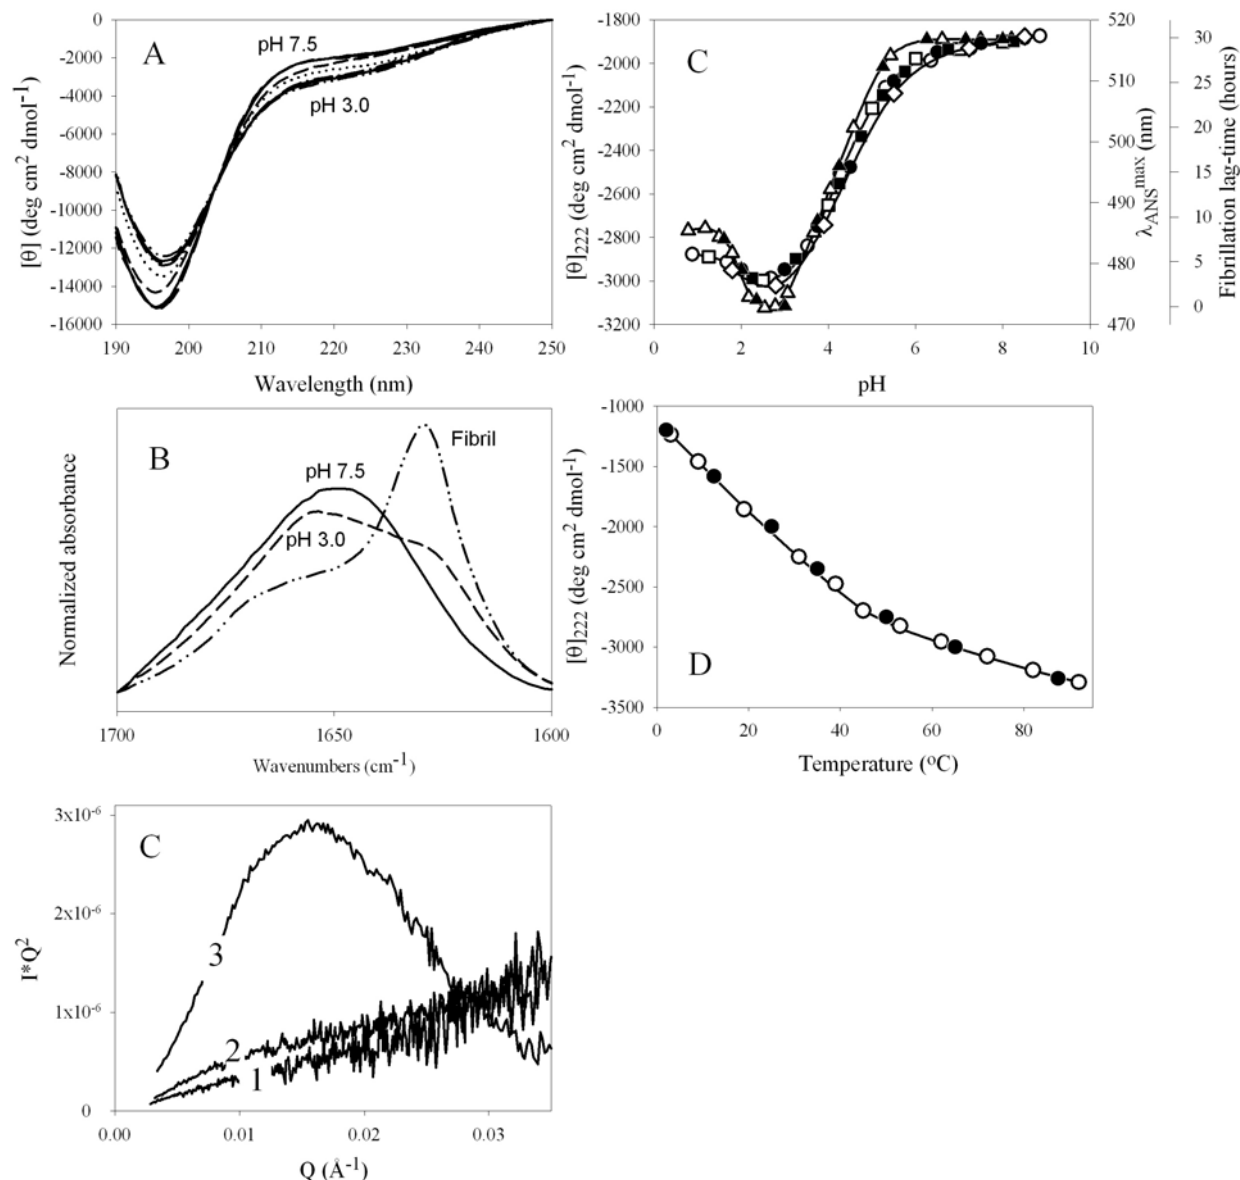 A
[θ] (deg cm² dmol⁻¹)
0
-2000
-4000
-6000
-8000
-10000
-12000
-14000
-16000
pH 7.5
pH 3.0
190 200 210 220 230 240 250
Wavelength (nm)
C
[θ]₂₂₂ (deg cm² dmol⁻¹)
-1800
-2000
-2200
-2400
-2600
-2800
-3000
-3200
0 2 4 6 8 10
pH
520
510
500
490
480
470
λANSmax (nm)
30
25
20
15
10
5
0
Fibrillation lag-time (hours)
B
Normalized absorbance
pH 7.5
pH 3.0
Fibril
1700 1650 1600
Wavenumbers (cm⁻¹)
D
[θ]₂₂₂ (deg cm² dmol⁻¹)
-1000
-1500
-2000
-2500
-3000
-3500
0 20 40 60 80
Temperature (ºC)
C
I*Q²
3x10⁻⁶
2x10⁻⁶
1x10⁻⁶
0
3
2
1
0.00 0.01 0.02 0.03
Q (Å⁻¹)